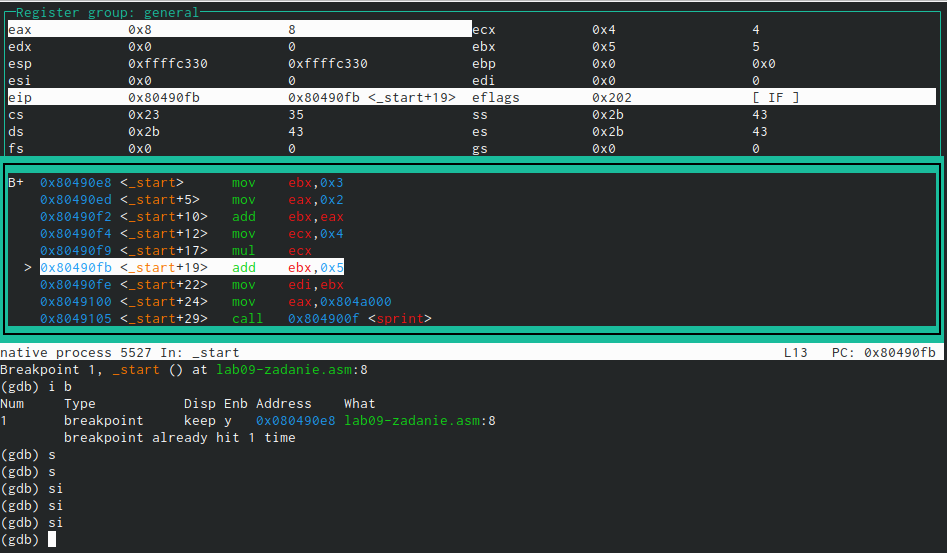 Register group: general
eax 0x8 8 ecx 0x4 4
edx 0x0 0 ebx 0x5 5
esp 0xffffc330 0xffffc330 ebp 0x0 0x0
esi 0x0 0 edi 0x0 0
eip 0x80490fb 0x80490fb <_start+19> eflags 0x202 [ IF ]
cs 0x23 35 ss 0x2b 43
ds 0x2b 43 es 0x2b 43
fs 0x0 0 gs 0x0 0
B+ 0x80490e8 <_start> mov ebx,0x3
0x80490ed <_start+5> mov eax,0x2
0x80490f2 <_start+10> add ebx,eax
0x80490f4 <_start+12> mov ecx,0x4
0x80490f9 <_start+17> mul ecx
> 0x80490fb <_start+19> add ebx,0x5
0x80490fe <_start+22> mov edi,ebx
0x8049100 <_start+24> mov eax,0x804a000
0x8049105 <_start+29> call 0x804900f <sprint>
native process 5527 In: _start L13 PC: 0x80490fb
Breakpoint 1, _start () at lab09-zadanie.asm:8
(gdb) i b
Num Type Disp Enb Address What
1 breakpoint keep y 0x080490e8 lab09-zadanie.asm:8
breakpoint already hit 1 time
(gdb) s
(gdb) s
(gdb) si
(gdb) si
(gdb) si
(gdb)